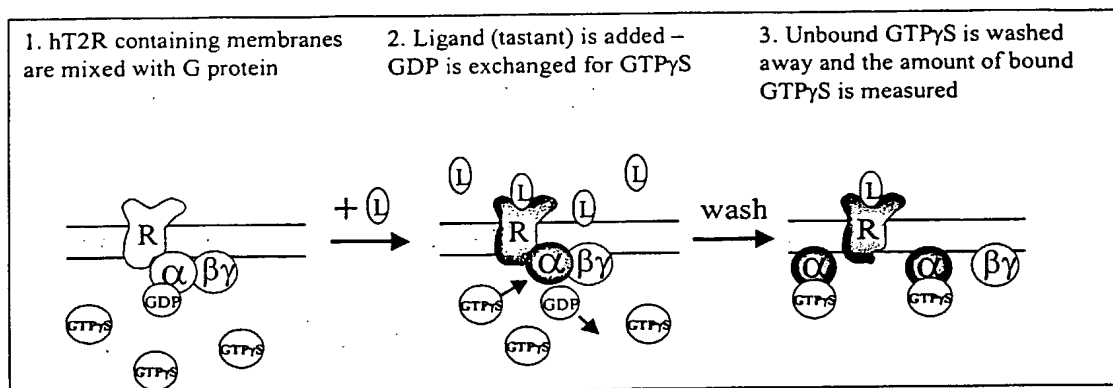 1. hT2R containing membranes
are mixed with G protein
2. Ligand (tastant) is added –
GDP is exchanged for GTPγS
3. Unbound GTPγS is washed
away and the amount of bound
GTPγS is measured
R
α
βγ
GDP
GTPγS
GTPγS
GTPγS
+ L
L
L
L
L
R
α
βγ
GTPγS
GDP
GTPγS
GTPγS
wash
L
R
α
α
βγ
GTPγS
GTPγS